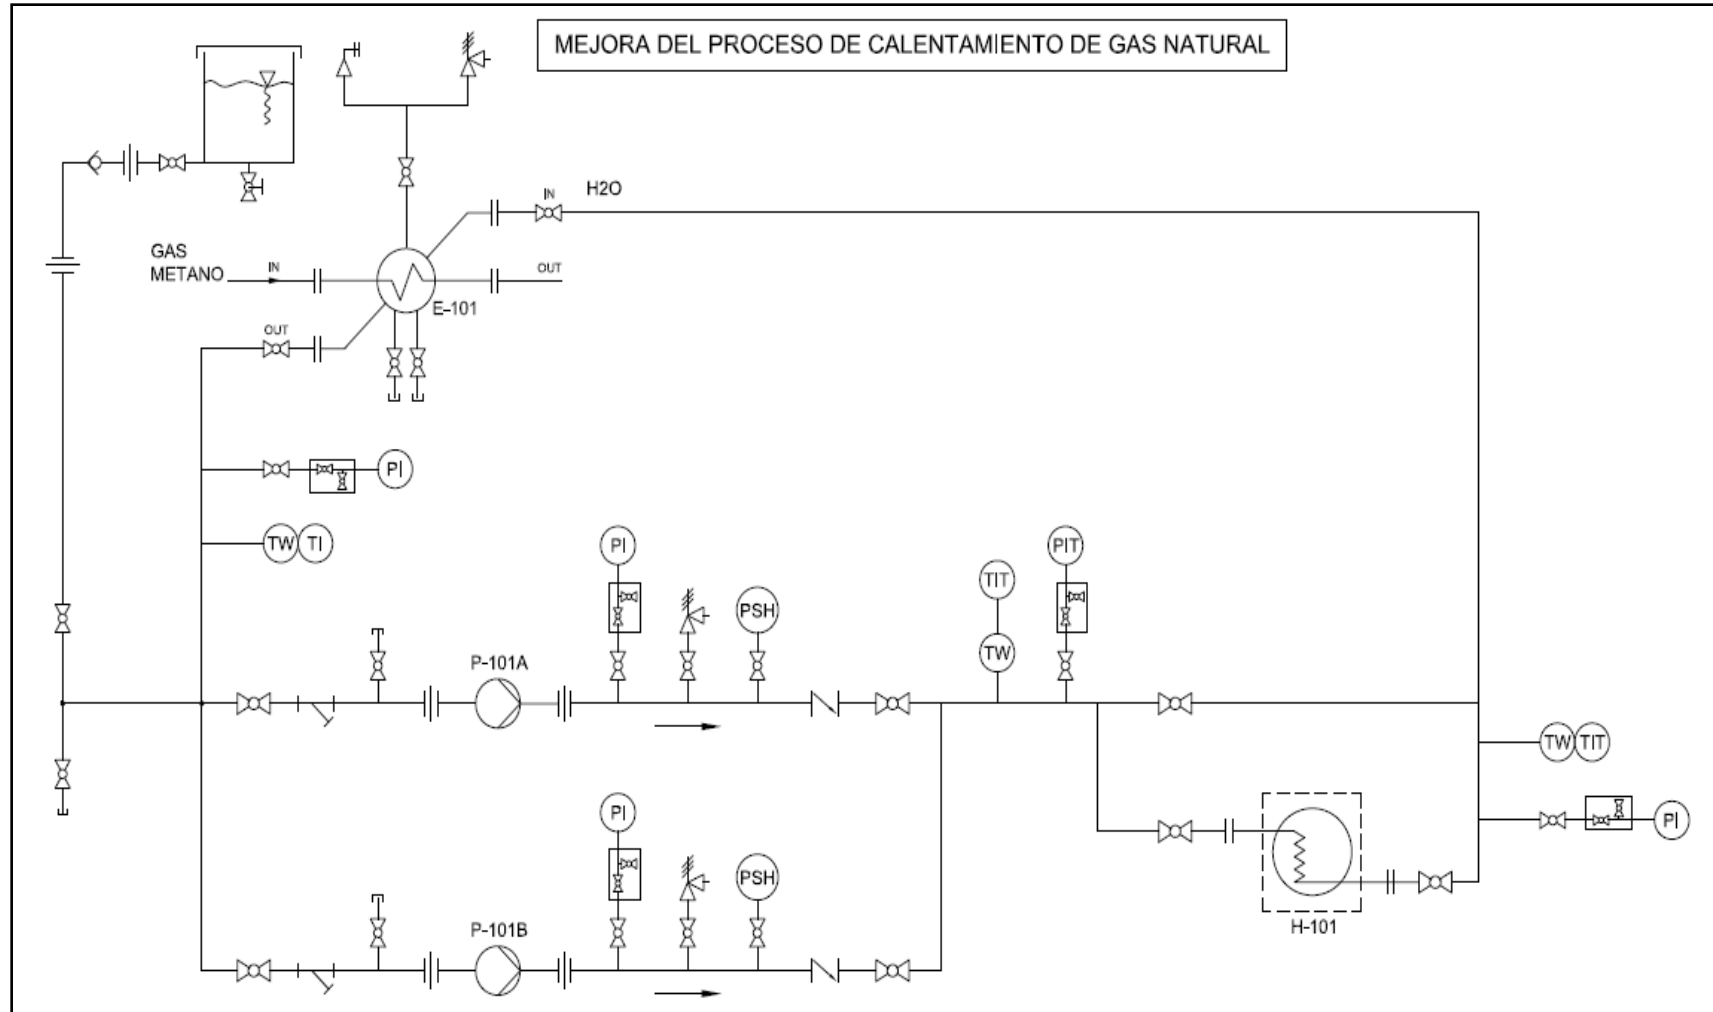 MEJORA DEL PROCESO DE CALENTAMIENTO DE GAS NATURAL
IN
H2O
GAS
METANO
IN
OUT
E-101
OUT
PI
TW
TI
PI
PIT
TIT
PSH
TW
P-101A
TW
TIT
PI
PI
PSH
P-101B
H-101